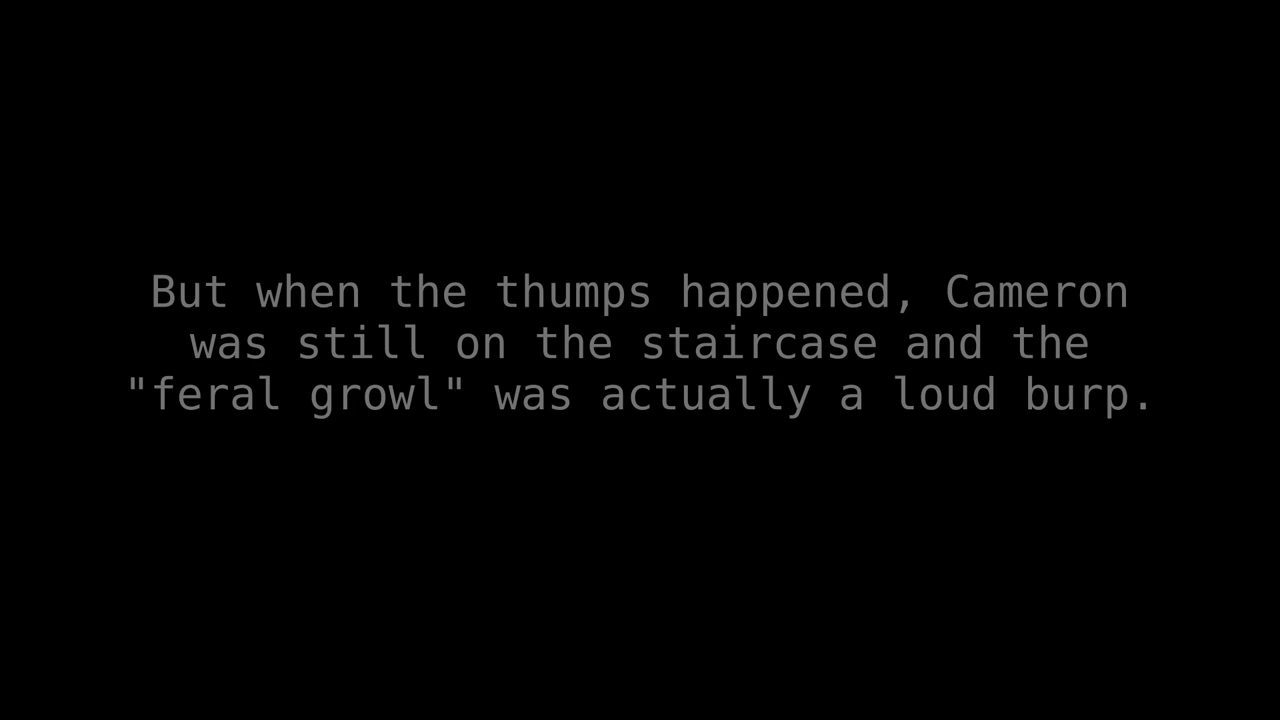 But when the thumps happened, Cameron
was still on the staircase and the
"feral growl" was actually a loud burp.